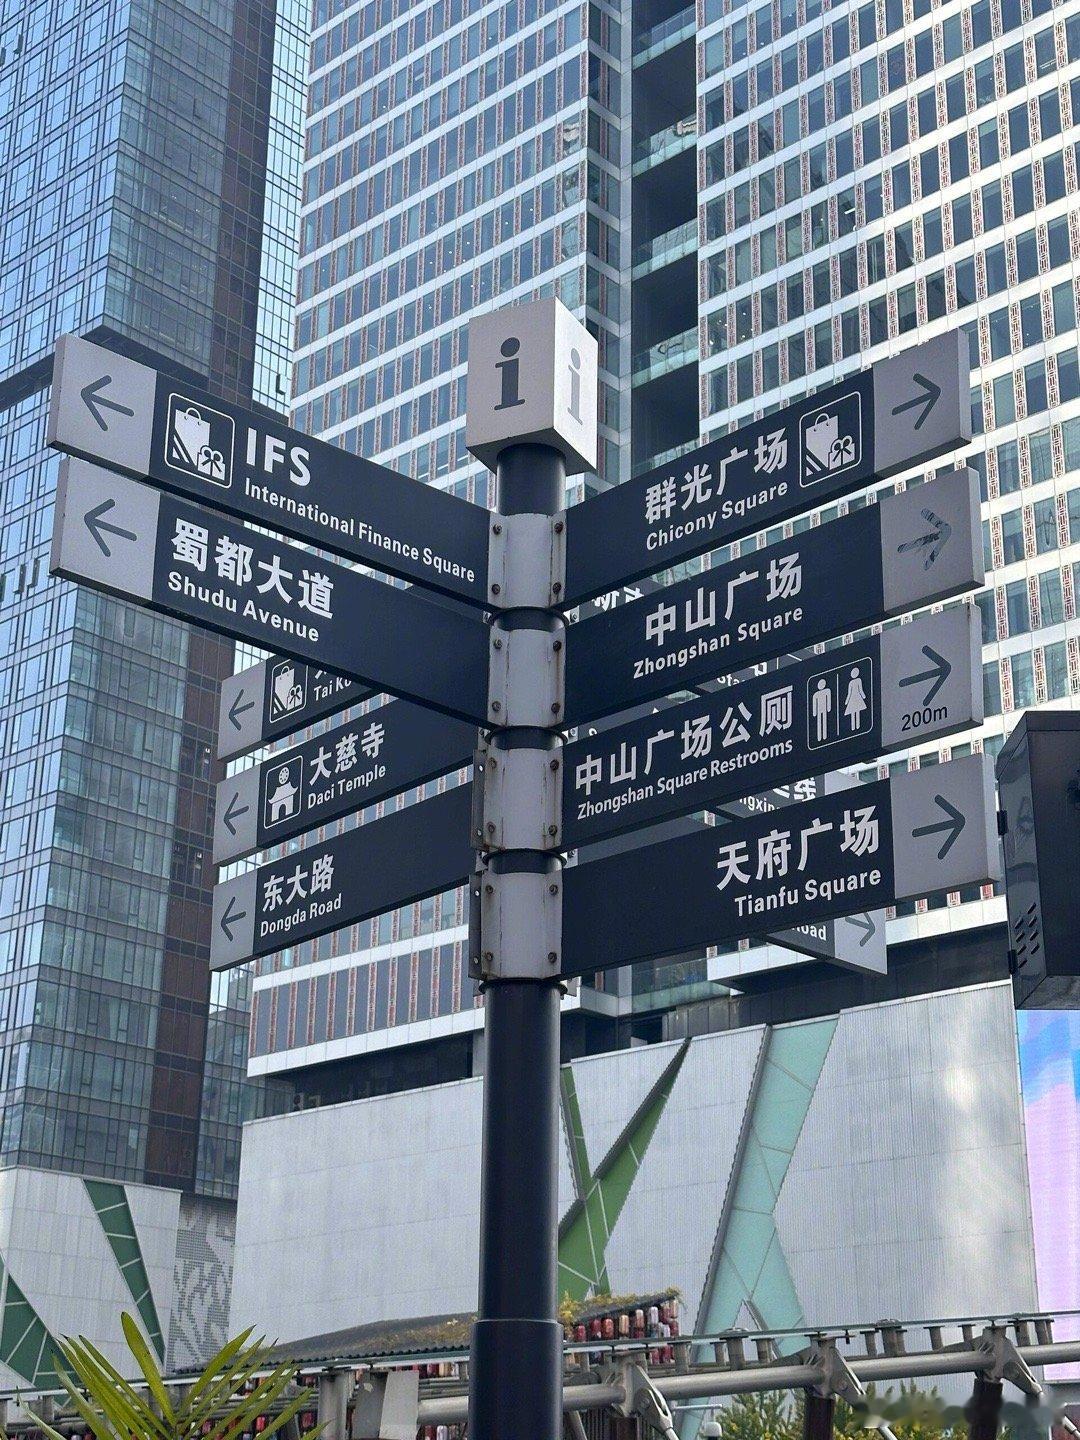 i
i
IFS
International Finance Square
蜀都大道
Shudu Avenue
Tai Ko
大慈寺
Daci Temple
东大路
Dongda Road
群光广场
Chicony Square
中山广场
Zhongshan Square
中山广场公厕
Zhongshan Square Restrooms
200m
天府广场
Tianfu Square